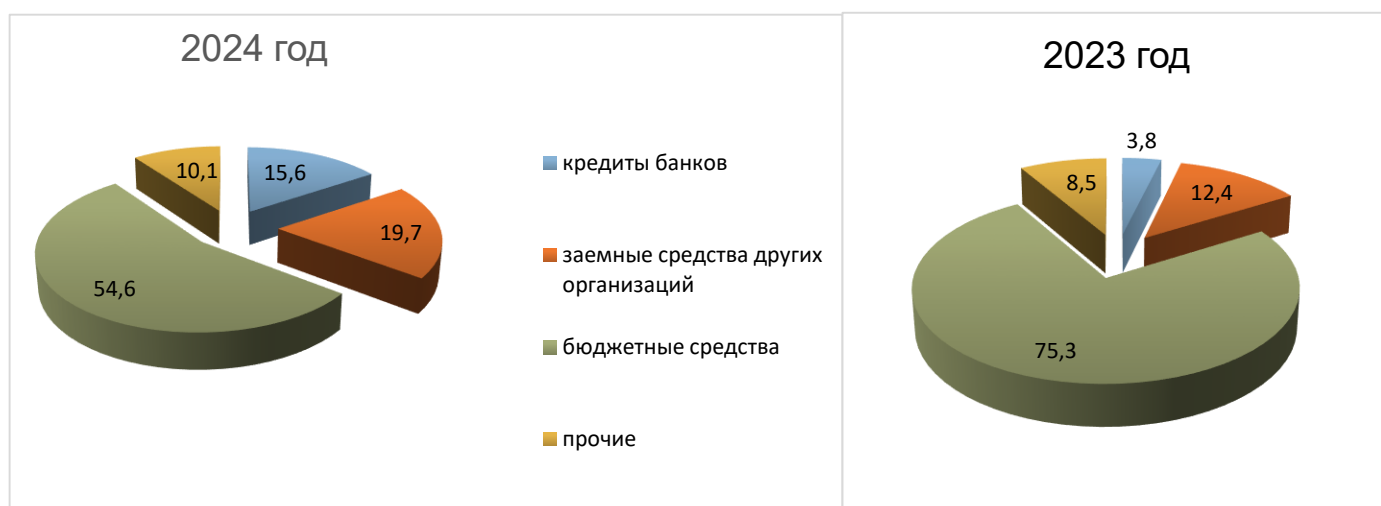 2024 год
10,1
15,6
19,7
54,6
кредиты банков
заемные средства других
организаций
бюджетные средства
прочие
2023 год
3,8
8,5
12,4
75,3